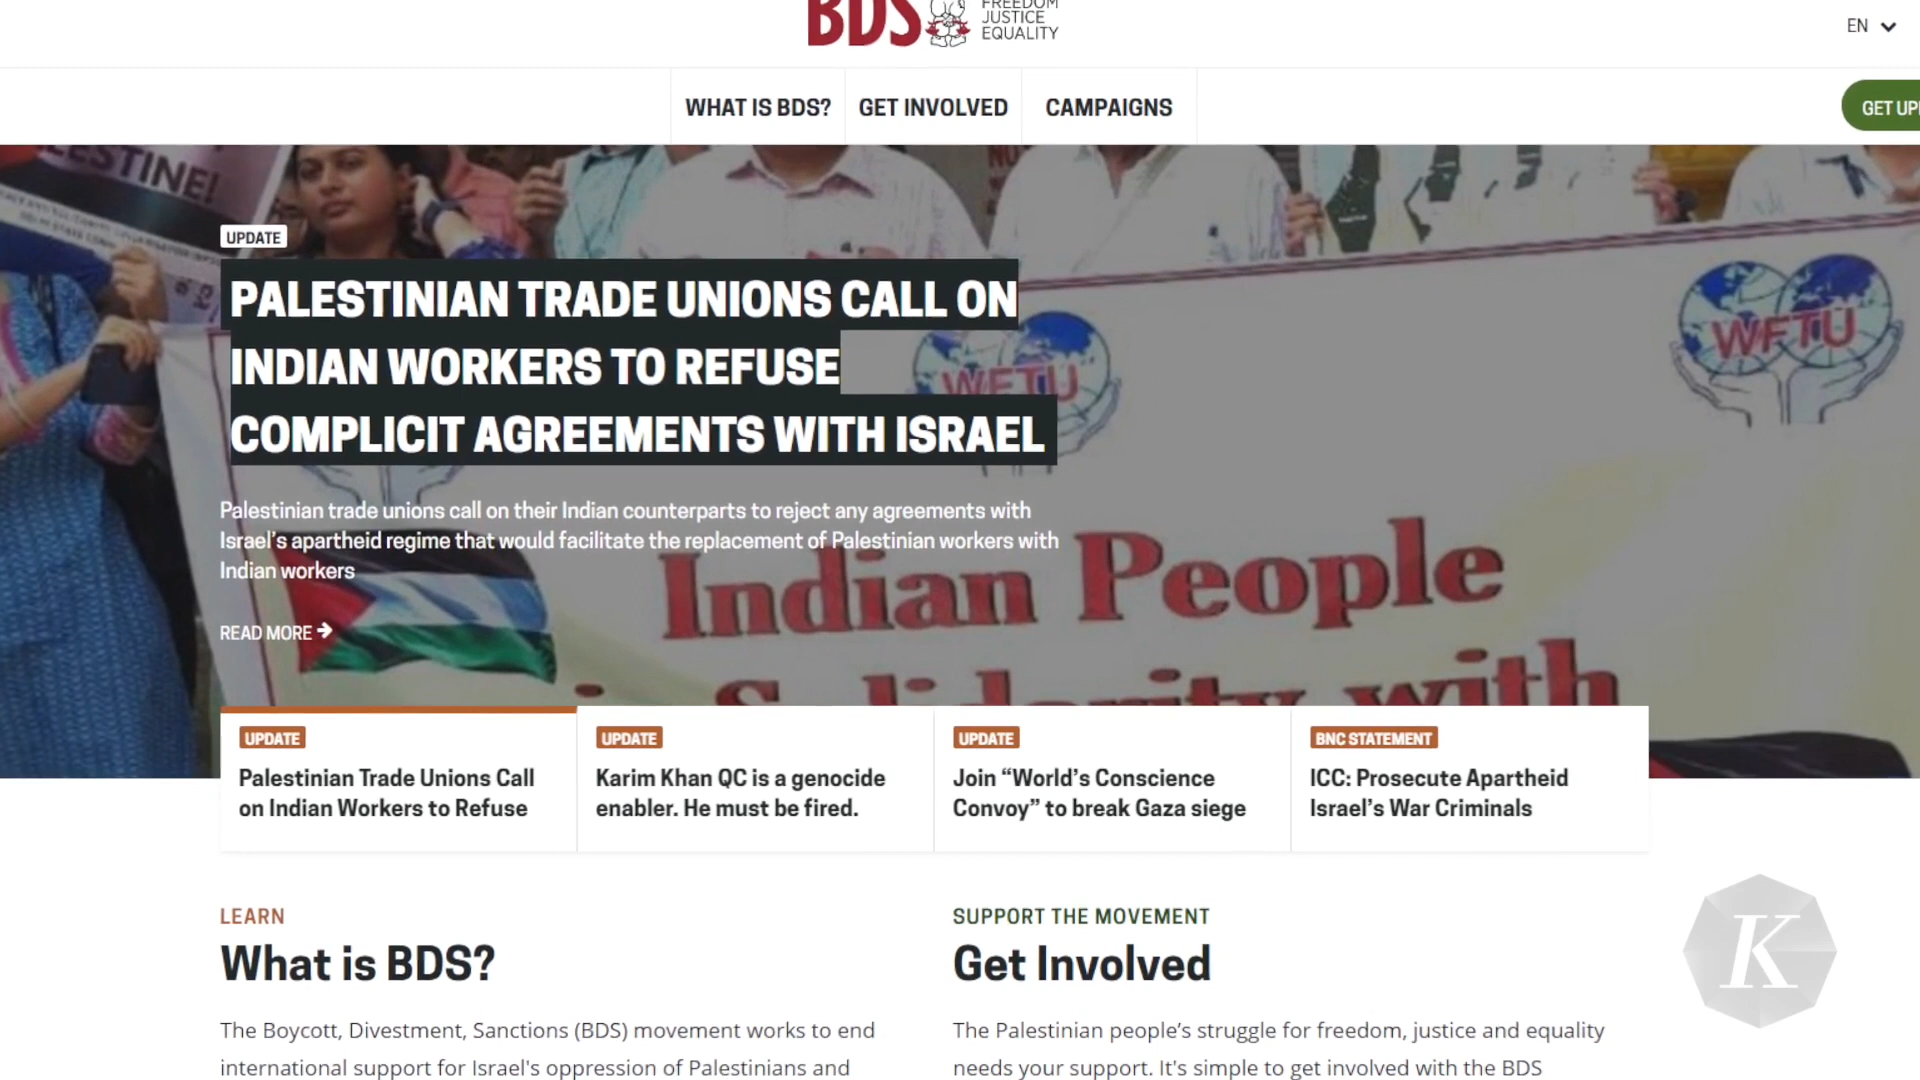 BDS
FREEDOM
JUSTICE
EQUALITY
EN
WHAT IS BDS?
GET INVOLVED
CAMPAIGNS
GET UP
ESTINE!
UPDATE
PALESTINIAN TRADE UNIONS CALL ON
INDIAN WORKERS TO REFUSE
COMPLICIT AGREEMENTS WITH ISRAEL
WFTU
WFTU
Palestinian trade unions call on their Indian counterparts to reject any agreements with
Israel’s apartheid regime that would facilitate the replacement of Palestinian workers with
Indian workers
READ MORE
Indian People
in Solidarity with
UPDATE
Palestinian Trade Unions Call
on Indian Workers to Refuse
UPDATE
Karim Khan QC is a genocide
enabler. He must be fired.
UPDATE
Join “World’s Conscience
Convoy” to break Gaza siege
BNC STATEMENT
ICC: Prosecute Apartheid
Israel’s War Criminals
LEARN
What is BDS?
The Boycott, Divestment, Sanctions (BDS) movement works to end
international support for Israel's oppression of Palestinians and
SUPPORT THE MOVEMENT
Get Involved
The Palestinian people’s struggle for freedom, justice and equality
needs your support. It's simple to get involved with the BDS
K